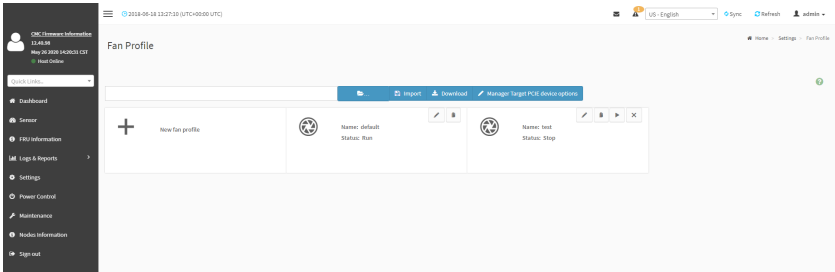 2018-06-18 12:27:10 (UTC+00:00 UTC)
US - English
Sync
Refresh
admin
CMC Firmware Information
12.40.08
May 26 2020 14:20:31 CST
Host Online
Quick Links...
Dashboard
Sensor
FRU Information
Logs & Reports
Settings
Power Control
Maintenance
Nodes Information
Sign out
Fan Profile
Home > Settings > Fan Profile
... Import Download Manager Target PCIE device options
New fan profile
Name: default
Status: Run
Name: test
Status: Stop